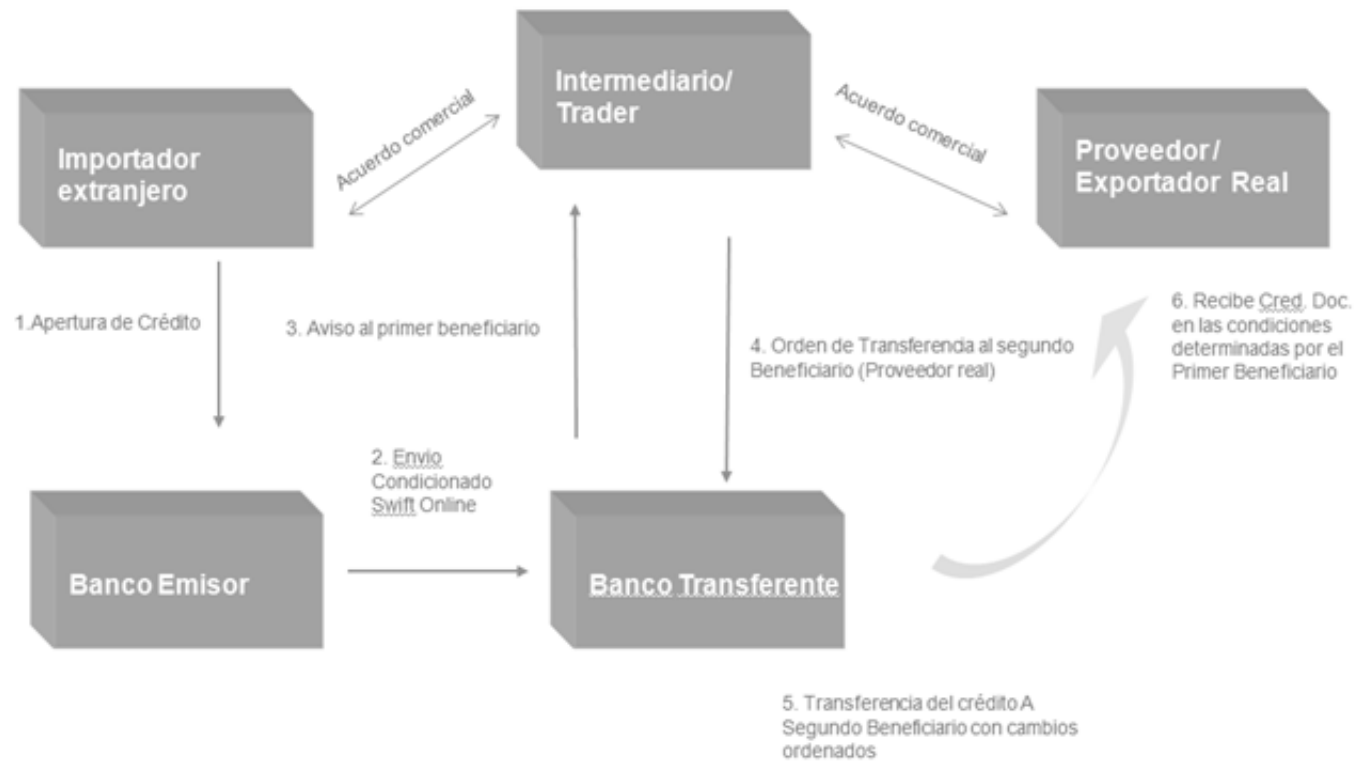 Intermediario/
Trader
Importador
extranjero
Acuerdo comercial
Acuerdo comercial
Proveedor/
Exportador Real
1.Apertura de Crédito
3. Aviso al primer beneficiario
4. Orden de Transferencia al segundo
Beneficiario (Proveedor real)
6. Recibe Cred. Doc.
en las condiciones
determinadas por el
Primer Beneficiario
2. Envio
Condicionado
Swift Online
Banco Emisor
Banco Transferente
5. Transferencia del crédito A
Segundo Beneficiario con cambios
ordenados